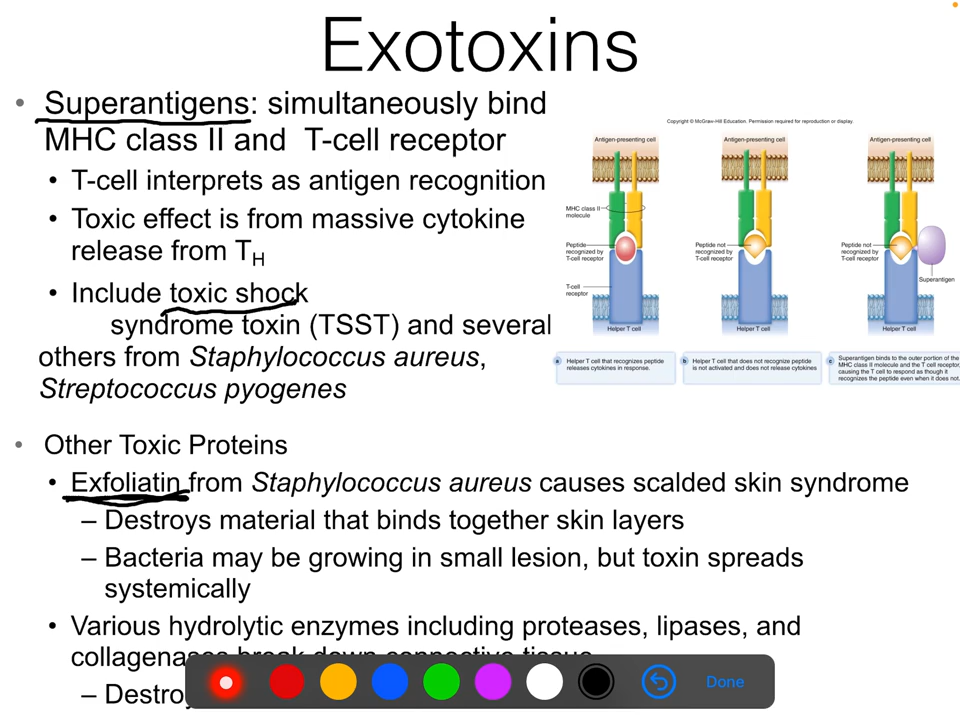 Exotoxins
• Superantigens: simultaneously bind
MHC class II and T-cell receptor
• T-cell interprets as antigen recognition
• Toxic effect is from massive cytokine
release from TH
• Include toxic shock
syndrome toxin (TSST) and several
others from Staphylococcus aureus,
Streptococcus pyogenes
Copyright © McGraw-Hill Education. Permission required for reproduction or display.
Antigen-presenting cell
MHC class II
molecule
Peptide
recognized by
T-cell receptor
T-cell
receptor
Helper T cell
a Helper T cell that recognizes peptide
releases cytokines in response.
Antigen-presenting cell
Peptide not
recognized by
T-cell receptor
Helper T cell
b Helper T cell that does not recognize peptide
is not activated and does not release cytokines
Antigen-presenting cell
Peptide not
recognized by
T-cell receptor
Superantigen
Helper T cell
c Superantigen binds to the outer portion of the
MHC class II molecule and the T cell receptor,
causing the T cell to respond as though it
recognizes the peptide even when it does not.
• Other Toxic Proteins
• Exfoliatin from Staphylococcus aureus causes scalded skin syndrome
– Destroys material that binds together skin layers
– Bacteria may be growing in small lesion, but toxin spreads
systemically
• Various hydrolytic enzymes including proteases, lipases, and
collagenases break down connective tissue
– Destroy
Done